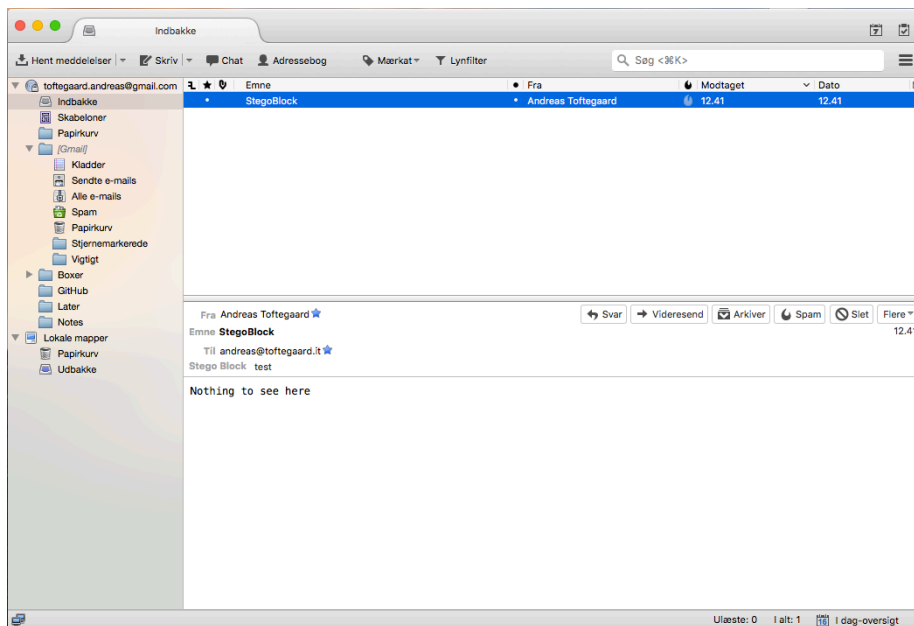 Indbakke
Hent meddelelser Skriv Chat Adressebog Mærkat Lynfilter Søg <⌘K>
toftegaard.andreas@gmail.com Emne Fra Modtaget Dato
Indbakke StegoBlock Andreas Toftegaard 12.41 12.41
Skabeloner
Papirkurv
[Gmail]
Kladder
Sendte e-mails
Alle e-mails
Spam
Papirkurv
Stjernemarkerede
Vigtigt
Boxer
GitHub
Later
Notes
Lokale mapper
Papirkurv
Udbakke
Fra Andreas Toftegaard Svar Videresend Arkiver Spam Slet Flere
Emne StegoBlock 12.41
Til andreas@toftegaard.it
Stego Block test
Nothing to see here
Ulæste: 0 I alt: 1 16 I dag-oversigt